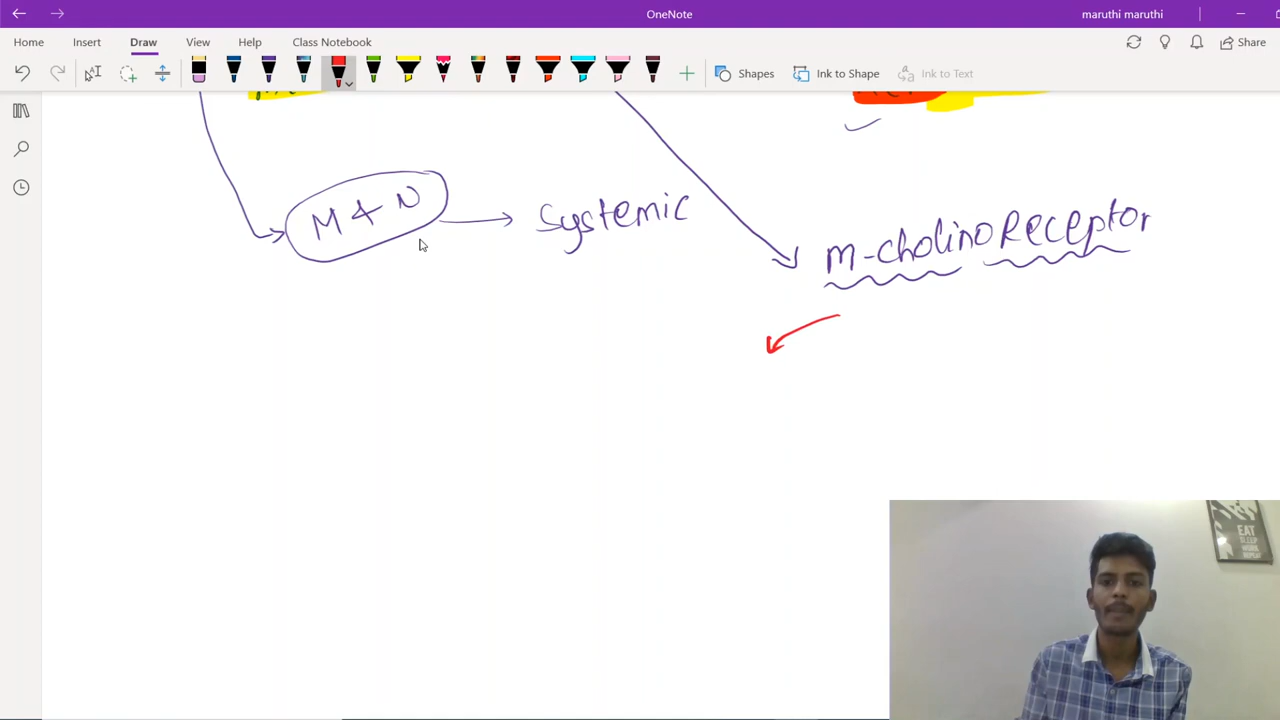 OneNote
maruthi maruthi
Home Insert Draw View Help Class Notebook
Share
Shapes Ink to Shape Ink to Text
M + N → Systemic
M-cholinoReceptor
EAT
SLEEP
WORK
REPEAT